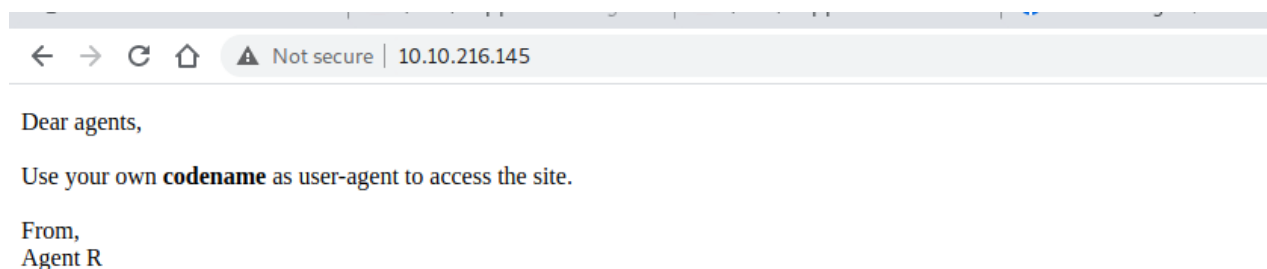 Not secure | 10.10.216.145
Dear agents,
Use your own codename as user-agent to access the site.
From,
Agent R